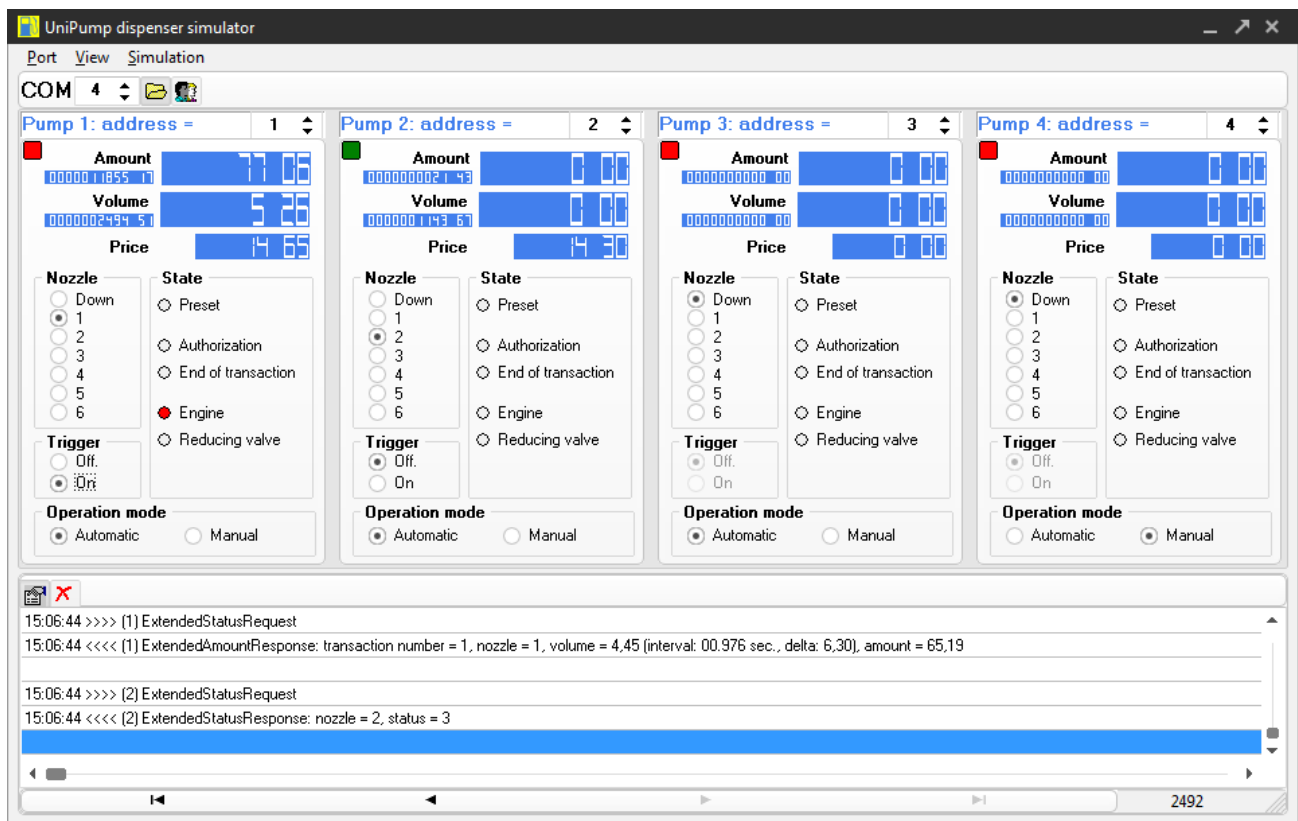 UniPump dispenser simulator
Port View Simulation
COM 4
Pump 1: address = 1
Amount
77 06
0000011855 17
Volume
5 26
0000002494 51
Price 14 65
Nozzle
Down
1
2
3
4
5
6
State
Preset
Authorization
End of transaction
Engine
Reducing valve
Trigger
Off.
On
Operation mode
Automatic Manual
Pump 2: address = 2
Amount
0 00
0000000021 43
Volume
0 00
0000001143 67
Price 14 30
Nozzle
Down
1
2
3
4
5
6
State
Preset
Authorization
End of transaction
Engine
Reducing valve
Trigger
Off.
On
Operation mode
Automatic Manual
Pump 3: address = 3
Amount
0 00
0000000000 00
Volume
0 00
0000000000 00
Price 0 00
Nozzle
Down
1
2
3
4
5
6
State
Preset
Authorization
End of transaction
Engine
Reducing valve
Trigger
Off.
On
Operation mode
Automatic Manual
Pump 4: address = 4
Amount
0 00
0000000000 00
Volume
0 00
0000000000 00
Price 0 00
Nozzle
Down
1
2
3
4
5
6
State
Preset
Authorization
End of transaction
Engine
Reducing valve
Trigger
Off.
On
Operation mode
Automatic Manual
15:06:44 >>>> (1) ExtendedStatusRequest
15:06:44 <<<< (1) ExtendedAmountResponse: transaction number = 1, nozzle = 1, volume = 4,45 (interval: 00.976 sec., delta: 6,30), amount = 65,19
15:06:44 >>>> (2) ExtendedStatusRequest
15:06:44 <<<< (2) ExtendedStatusResponse: nozzle = 2, status = 3
2492